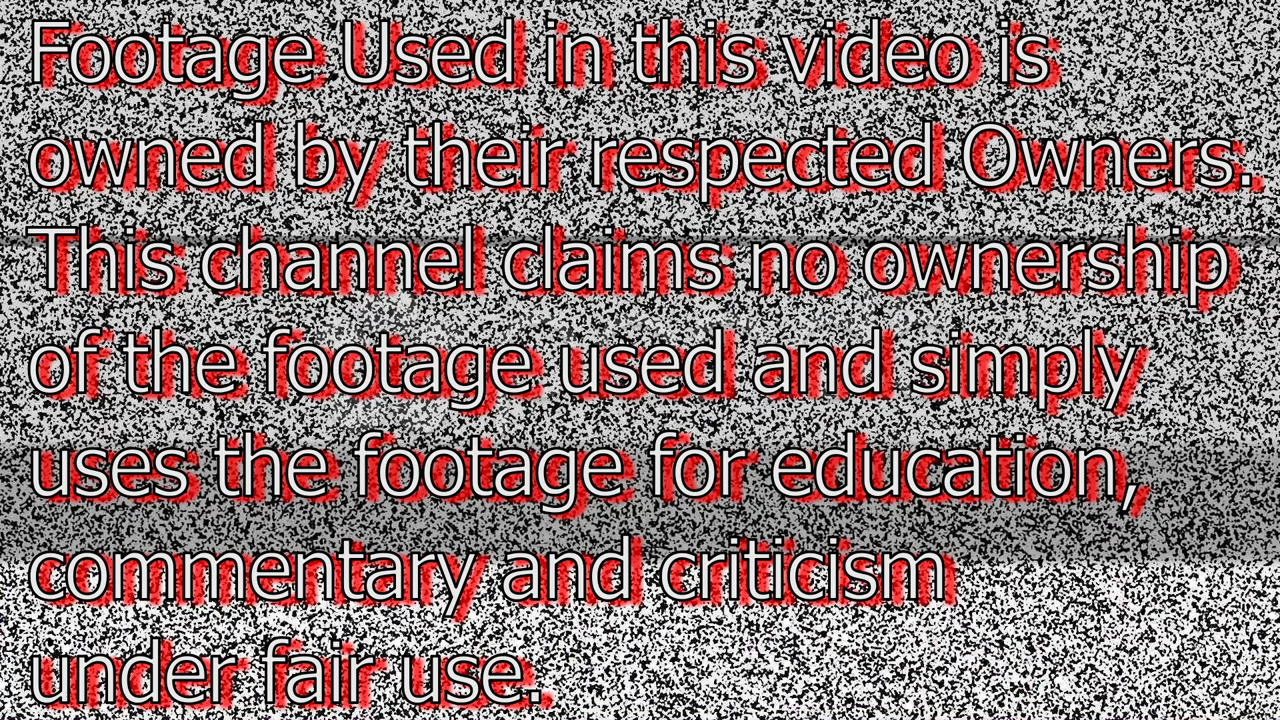 Footage Used in this video is
owned by their respected Owners.
This channel claims no ownership
of the footage used and simply
uses the footage for education,
commentary and criticism
under fair use.